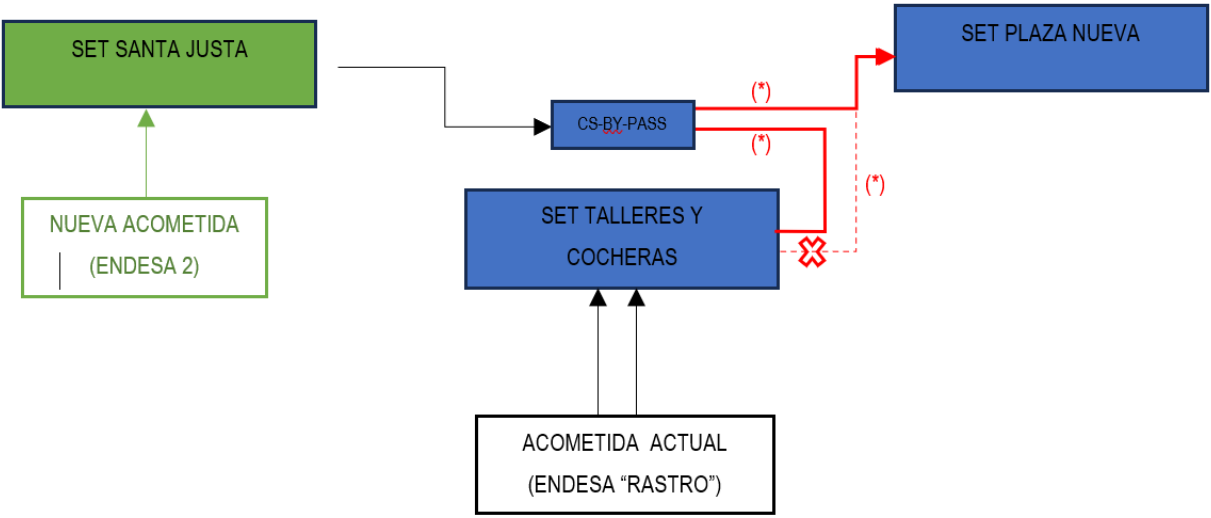 SET SANTA JUSTA
SET PLAZA NUEVA
(*)
CS-BY-PASS
(*)
(*)
SET TALLERES Y
COCHERAS
NUEVA ACOMETIDA
(ENDESA 2)
ACOMETIDA ACTUAL
(ENDESA “RASTRO”)